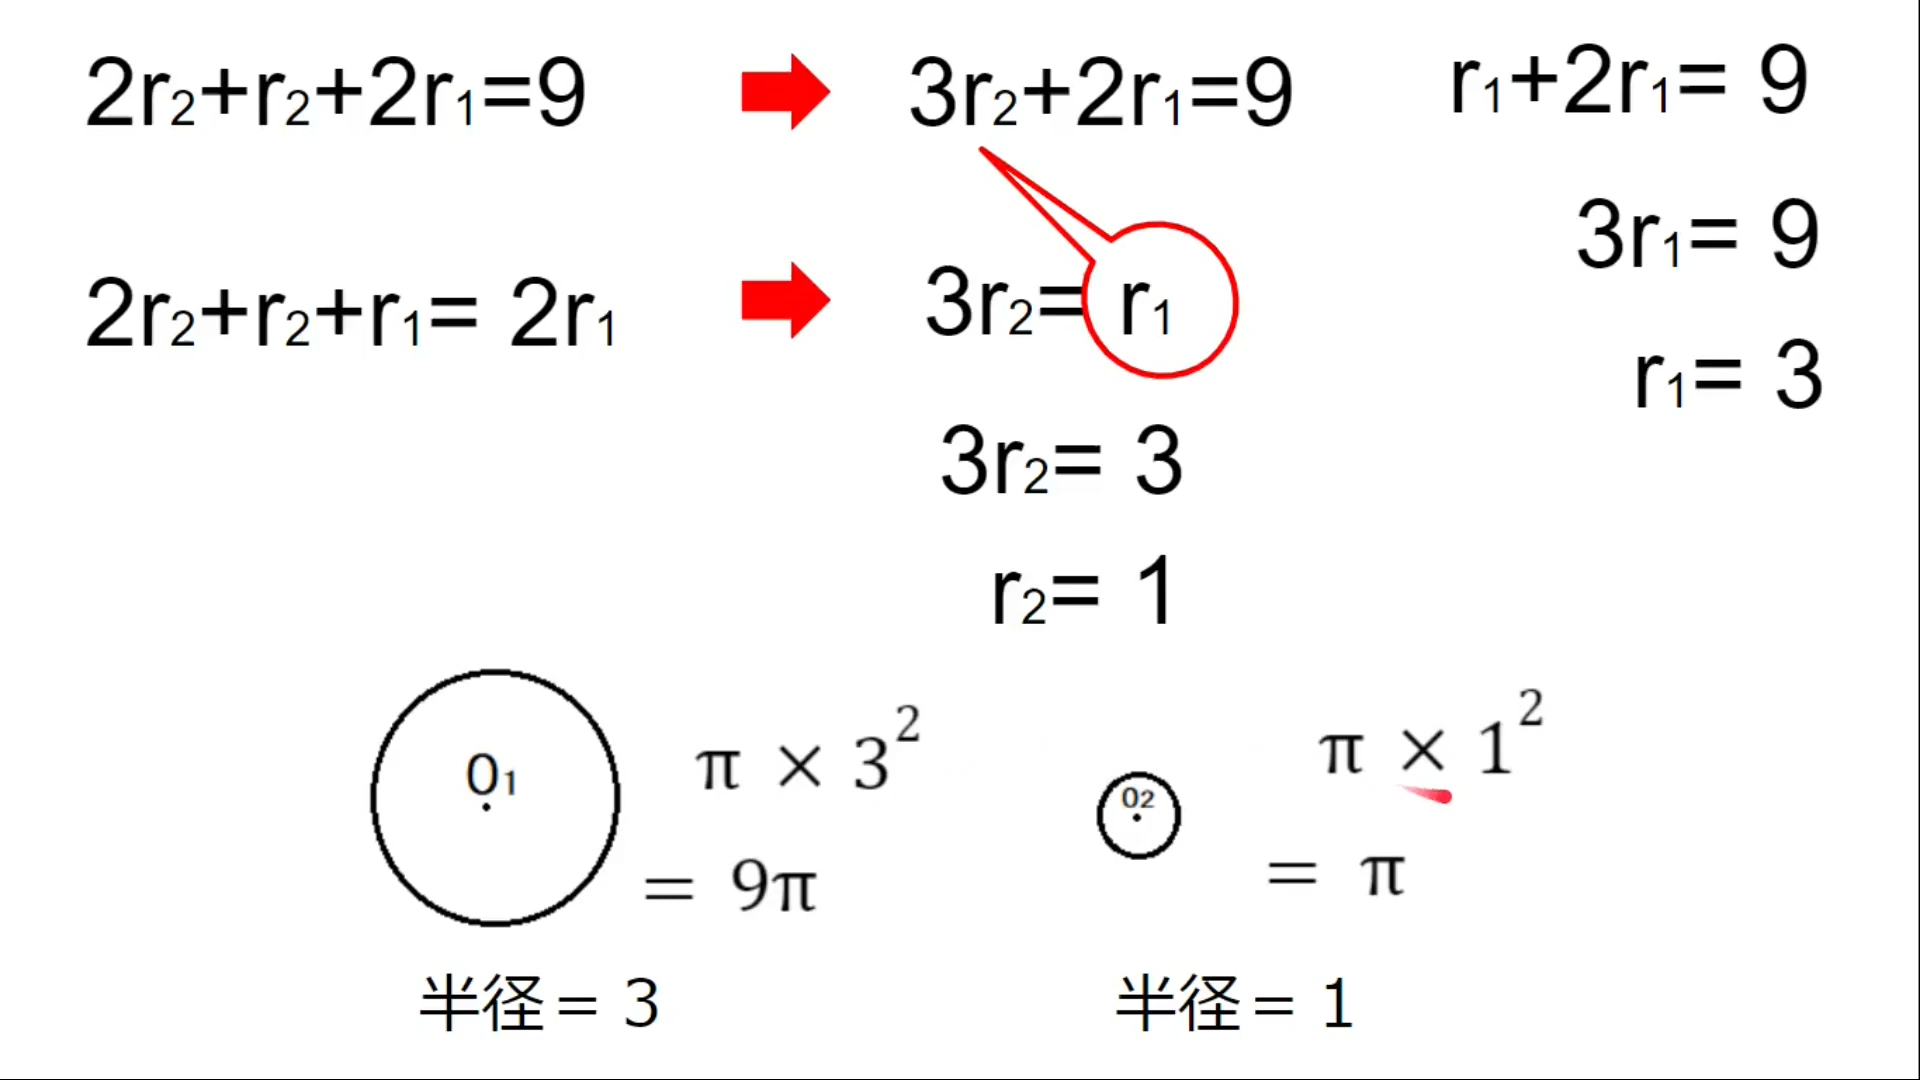 2r₂+r₂+2r₁=9
3r₂+2r₁=9
r₁+2r₁= 9
3r₁= 9
r₁= 3
2r₂+r₂+r₁= 2r₁
3r₂= r₁
3r₂= 3
r₂= 1
O₁
π × 3²
= 9π
半径= 3
O₂
π × 1²
= π
半径= 1